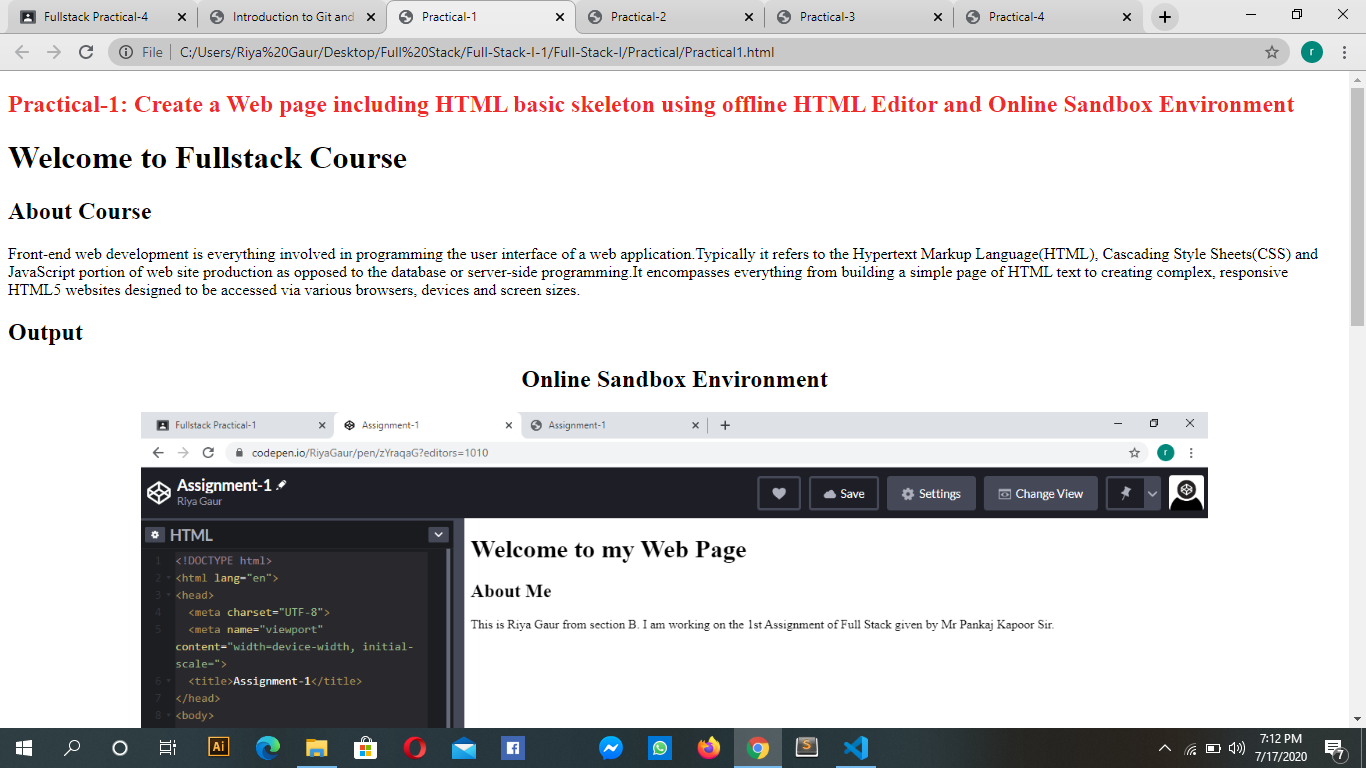 Fullstack Practical-4
Introduction to Git and
Practical-1
Practical-2
Practical-3
Practical-4
File
C:/Users/Riya%20Gaur/Desktop/Full%20Stack/Full-Stack-I-1/Full-Stack-I/Practical/Practical1.html
r
Practical-1: Create a Web page including HTML basic skeleton using offline HTML Editor and Online Sandbox Environment
Welcome to Fullstack Course
About Course
Front-end web development is everything involved in programming the user interface of a web application.Typically it refers to the Hypertext Markup Language(HTML), Cascading Style Sheets(CSS) and
JavaScript portion of web site production as opposed to the database or server-side programming.It encompasses everything from building a simple page of HTML text to creating complex, responsive
HTML5 websites designed to be accessed via various browsers, devices and screen sizes.
Output
Online Sandbox Environment
Fullstack Practical-1
Assignment-1
Assignment-1
codepen.io/RiyaGaur/pen/zYraqaG?editors=1010
r
Assignment-1
Riya Gaur
Save
Settings
Change View
HTML
1 <!DOCTYPE html>
2 <html lang="en">
3 <head>
4 <meta charset="UTF-8">
5 <meta name="viewport"
content="width=device-width, initial-
scale=">
6 <title>Assignment-1</title>
7 </head>
8 <body>
Welcome to my Web Page
About Me
This is Riya Gaur from section B. I am working on the 1st Assignment of Full Stack given by Mr Pankaj Kapoor Sir.
Ai
S
7:12 PM
7/17/2020
7